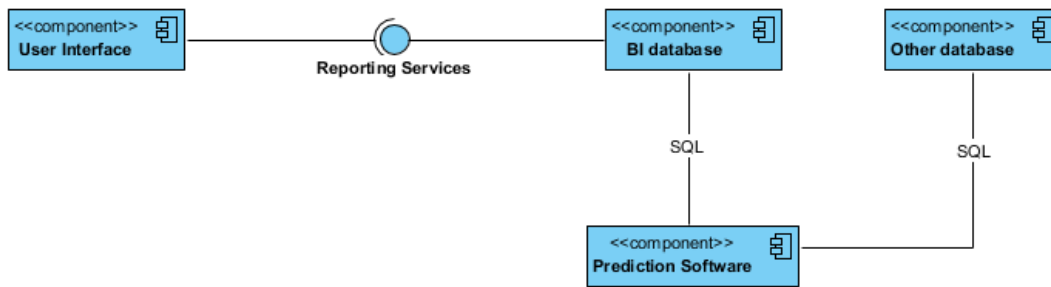 <<component>>
User Interface
Reporting Services
<<component>>
BI database
<<component>>
Other database
SQL
SQL
<<component>>
Prediction Software